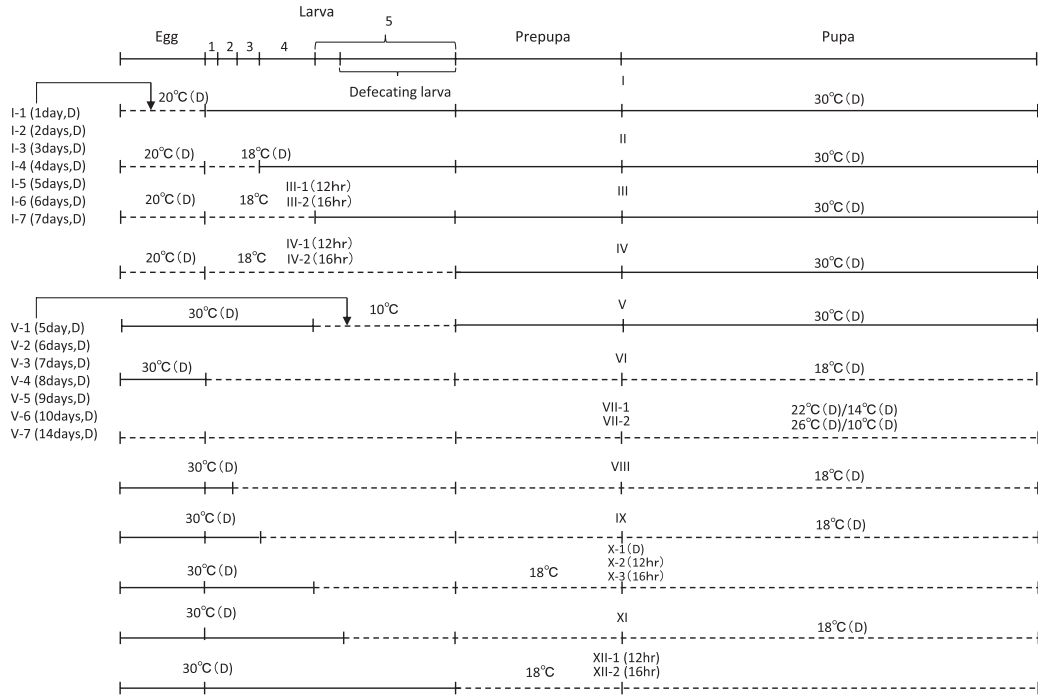 Larva
5
Egg
1 2 3 4
Prepupa
Pupa
Defecating larva
I
20°C (D)
30°C (D)
I-1 (1day,D)
I-2 (2days,D)
I-3 (3days,D)
I-4 (4days,D)
I-5 (5days,D)
I-6 (6days,D)
I-7 (7days,D)
II
20°C (D) 18°C (D) 30°C (D)
III
III-1 (12hr)
III-2 (16hr)
20°C (D) 18°C 30°C (D)
IV
IV-1 (12hr)
IV-2 (16hr)
20°C (D) 18°C 30°C (D)
V
30°C (D) 10°C 30°C (D)
V-1 (5day,D)
V-2 (6days,D)
V-3 (7days,D)
V-4 (8days,D)
V-5 (9days,D)
V-6 (10days,D)
V-7 (14days,D)
VI
30°C (D) 18°C (D)
VII-1 22°C (D)/14°C (D)
VII-2 26°C (D)/10°C (D)
VIII
30°C (D) 18°C (D)
IX
30°C (D) 18°C (D)
X-1 (D)
X-2 (12hr)
X-3 (16hr)
30°C (D) 18°C
XI
30°C (D) 18°C (D)
XII-1 (12hr)
XII-2 (16hr)
30°C (D) 18°C